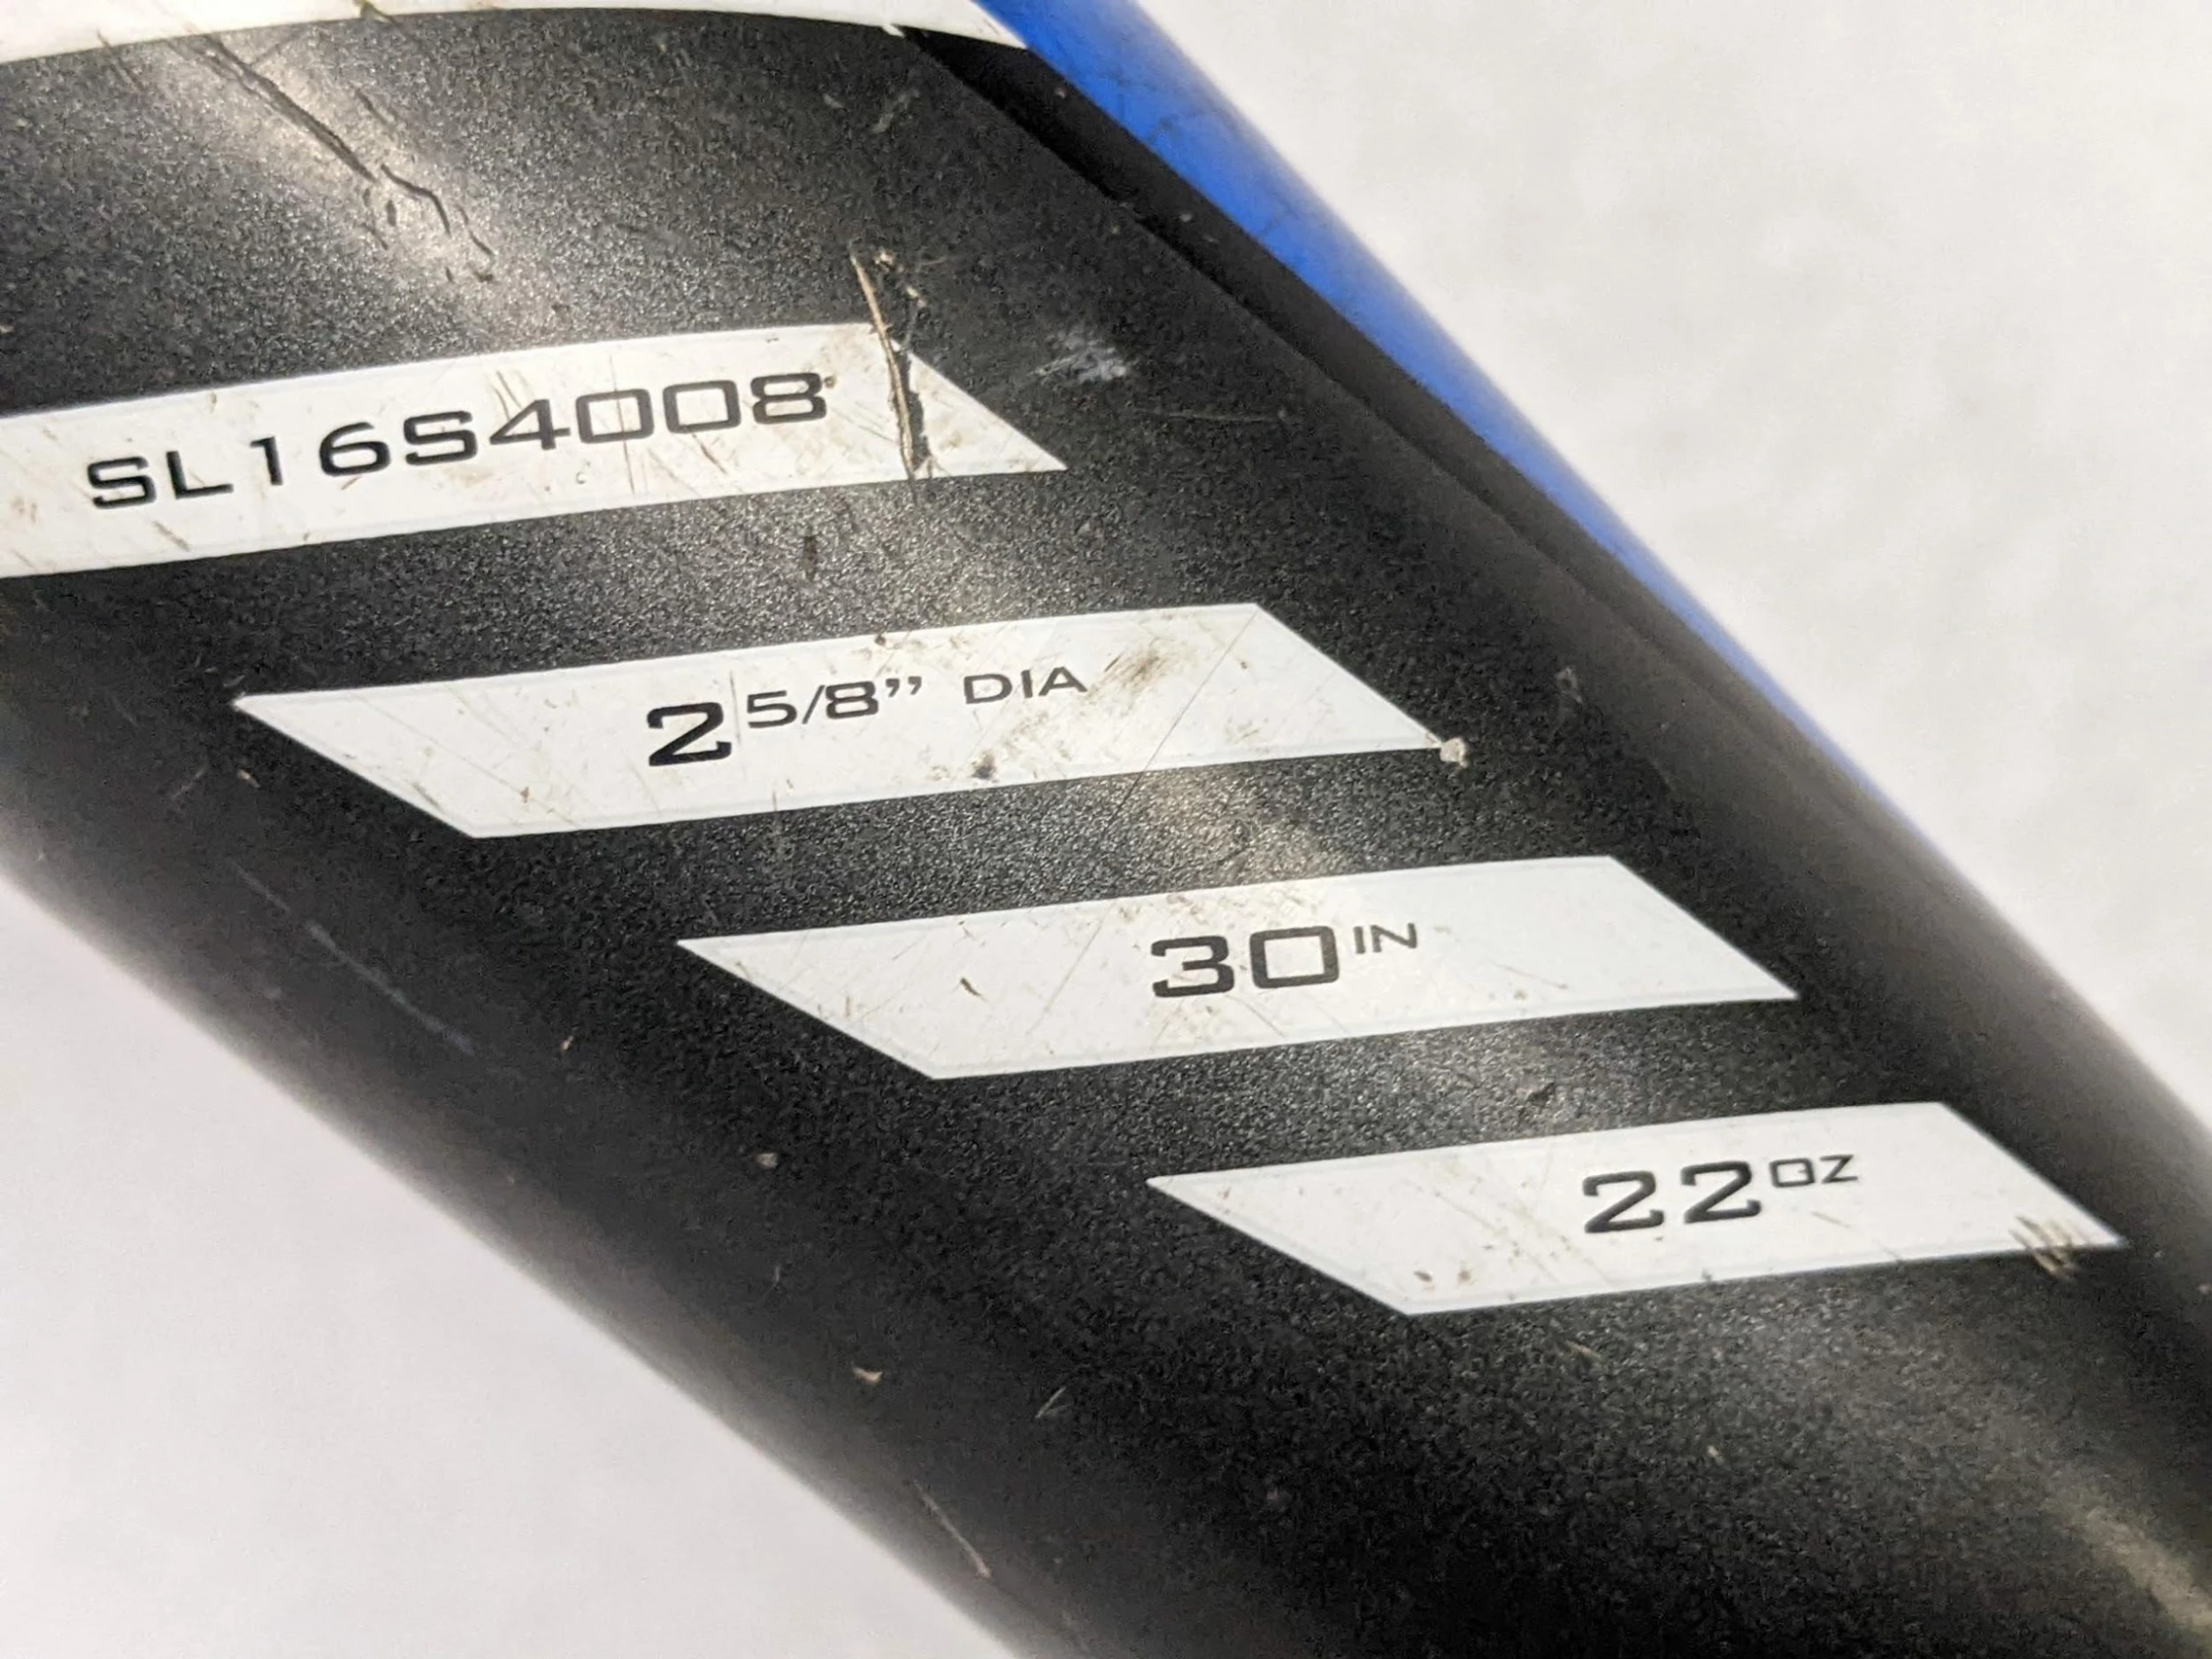 SL16S4008
2 5/8” DIA
30 IN
22 OZ